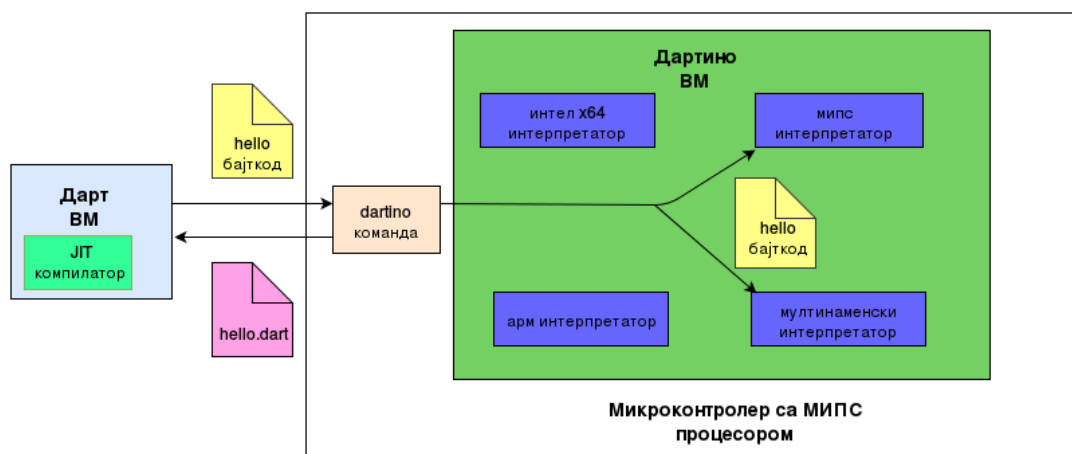 Дартино
ВМ
интел x64
интерпретатор
мипс
интерпретатор
hello
бајткод
Дарт
ВМ
JIT
компилатор
dartino
команда
hello
бајткод
hello.dart
арм интерпретатор
мултинаменски
интерпретатор
Микроконтролер са МИПС
процесором